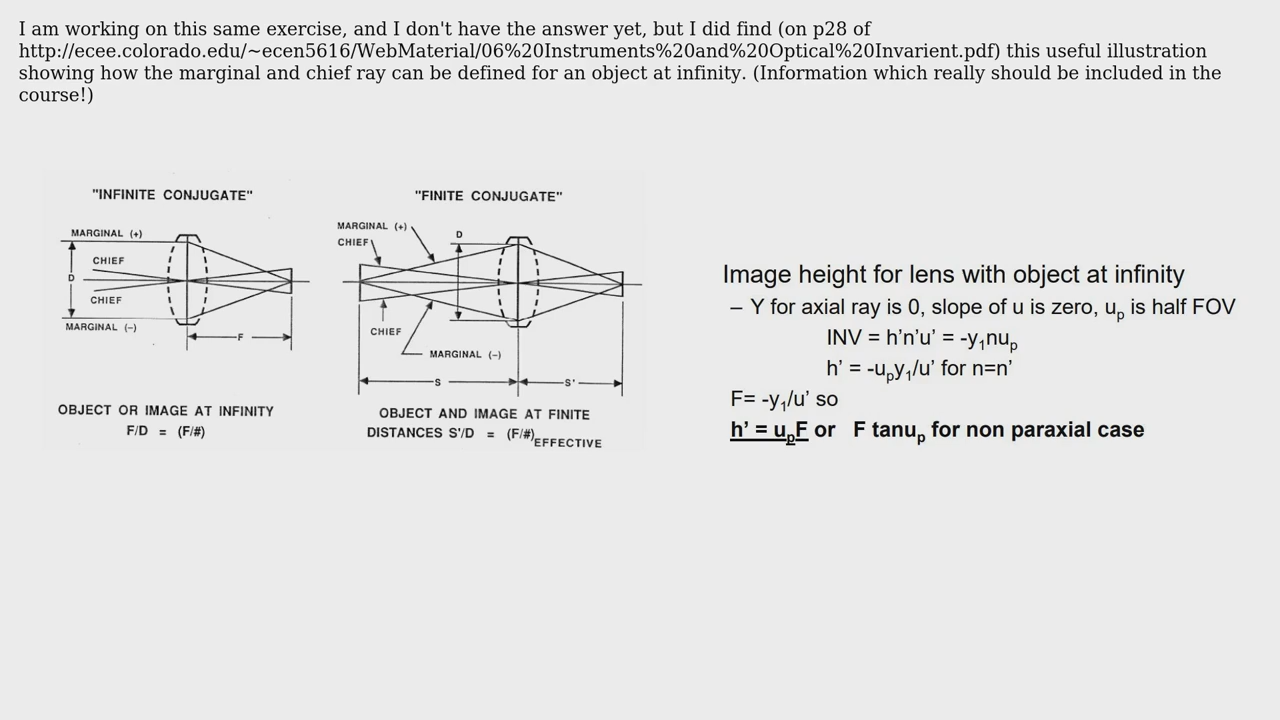 I am working on this same exercise, and I don't have the answer yet, but I did find (on p28 of
http://ecee.colorado.edu/~ecen5616/WebMaterial/06%20Instruments%20and%20Optical%20Invarient.pdf) this useful illustration
showing how the marginal and chief ray can be defined for an object at infinity. (Information which really should be included in the
course!)
"INFINITE CONJUGATE"
MARGINAL (+)
CHIEF
D
CHIEF
MARGINAL (−)
F
OBJECT OR IMAGE AT INFINITY
F/D = (F/#)
"FINITE CONJUGATE"
MARGINAL (+)
CHIEF
D
CHIEF
MARGINAL (−)
S
S'
OBJECT AND IMAGE AT FINITE
DISTANCES S'/D = (F/#)EFFECTIVE
Image height for lens with object at infinity
– Y for axial ray is 0, slope of u is zero, up is half FOV
INV = h'n'u' = -y1nup
h' = -upy1/u' for n=n'
F= -y1/u' so
h' = upF or F tanup for non paraxial case